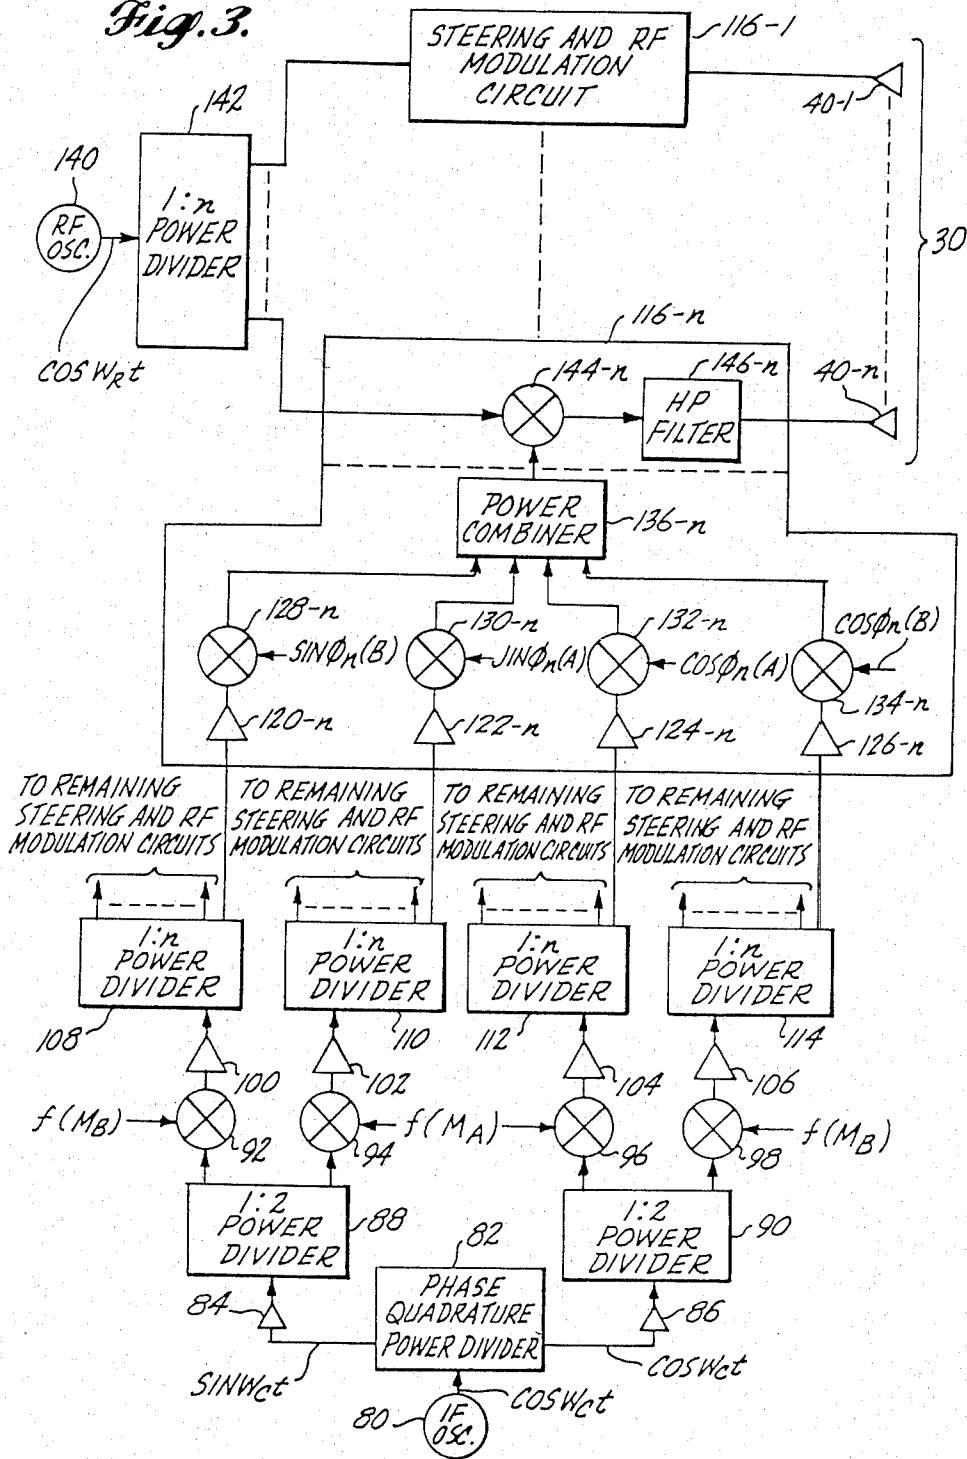 Fig. 3.
STEERING AND RF
MODULATION
CIRCUIT
116-1
40-1
142
140
RF
OSC.
1:n
POWER
DIVIDER
COS WRt
30
116-n
144-n
146-n
HP
FILTER
40-n
POWER
COMBINER
136-n
128-n
SINϕn(B)
130-n
SINϕn(A)
132-n
COSϕn(A)
COSϕn(B)
134-n
120-n
122-n
124-n
126-n
TO REMAINING
STEERING AND RF
MODULATION CIRCUITS
TO REMAINING
STEERING AND RF
MODULATION CIRCUITS
TO REMAINING
STEERING AND RF
MODULATION CIRCUITS
TO REMAINING
STEERING AND RF
MODULATION CIRCUITS
1:n
POWER
DIVIDER
108
1:n
POWER
DIVIDER
110
1:n
POWER
DIVIDER
112
1:n
POWER
DIVIDER
114
100
102
104
106
f(MB)
92
94
f(MA)
96
98
f(MB)
1:2
POWER
DIVIDER
88
1:2
POWER
DIVIDER
90
82
84
PHASE
QUADRATURE
POWER DIVIDER
86
SINWCt
COSWCt
COSWCt
80
IF
OSC.